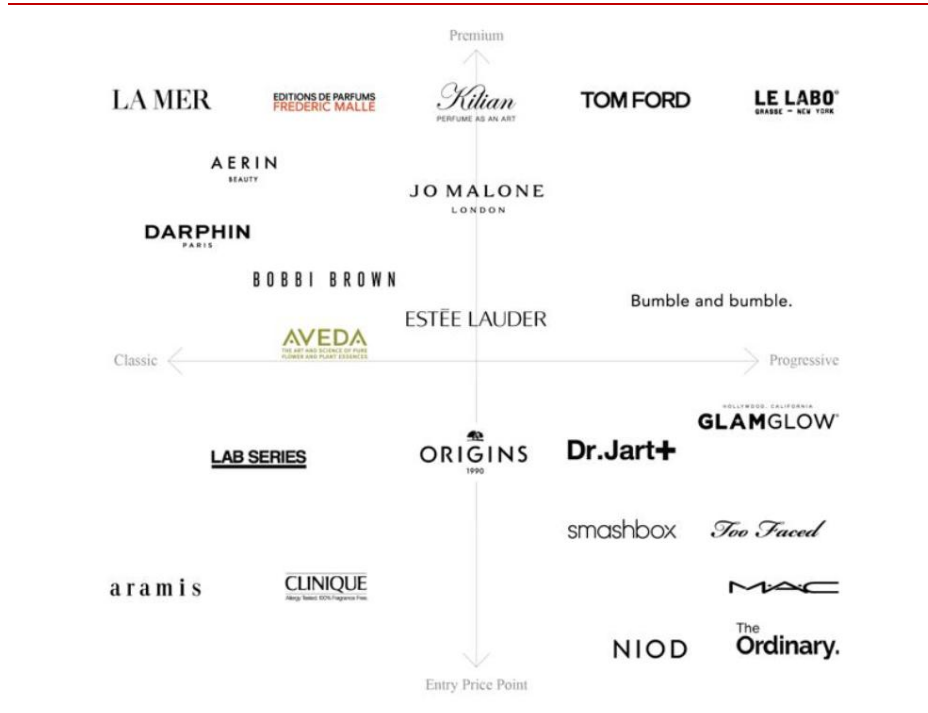 Premium
LA MER
EDITIONS DE PARFUMS
FREDERIC MALLE
Kilian
PERFUME AS AN ART
TOM FORD
LE LABO®
GRASSE — NEW YORK
AERIN
BEAUTY
JO MALONE
LONDON
DARPHIN
PARIS
BOBBI BROWN
Bumble and bumble.
ESTĒE LAUDER
AVEDA
THE ART AND SCIENCE OF PURE
FLOWER AND PLANT ESSENCES
Classic
Progressive
HOLLYWOOD, CALIFORNIA
GLAMGLOW®
LAB SERIES
ORIGINS
1990
Dr.Jart+
smashbox
Too Faced
aramis
CLINIQUE
Allergy Tested. 100% Fragrance Free.
M·A·C
NIOD
The
Ordinary.
Entry Price Point